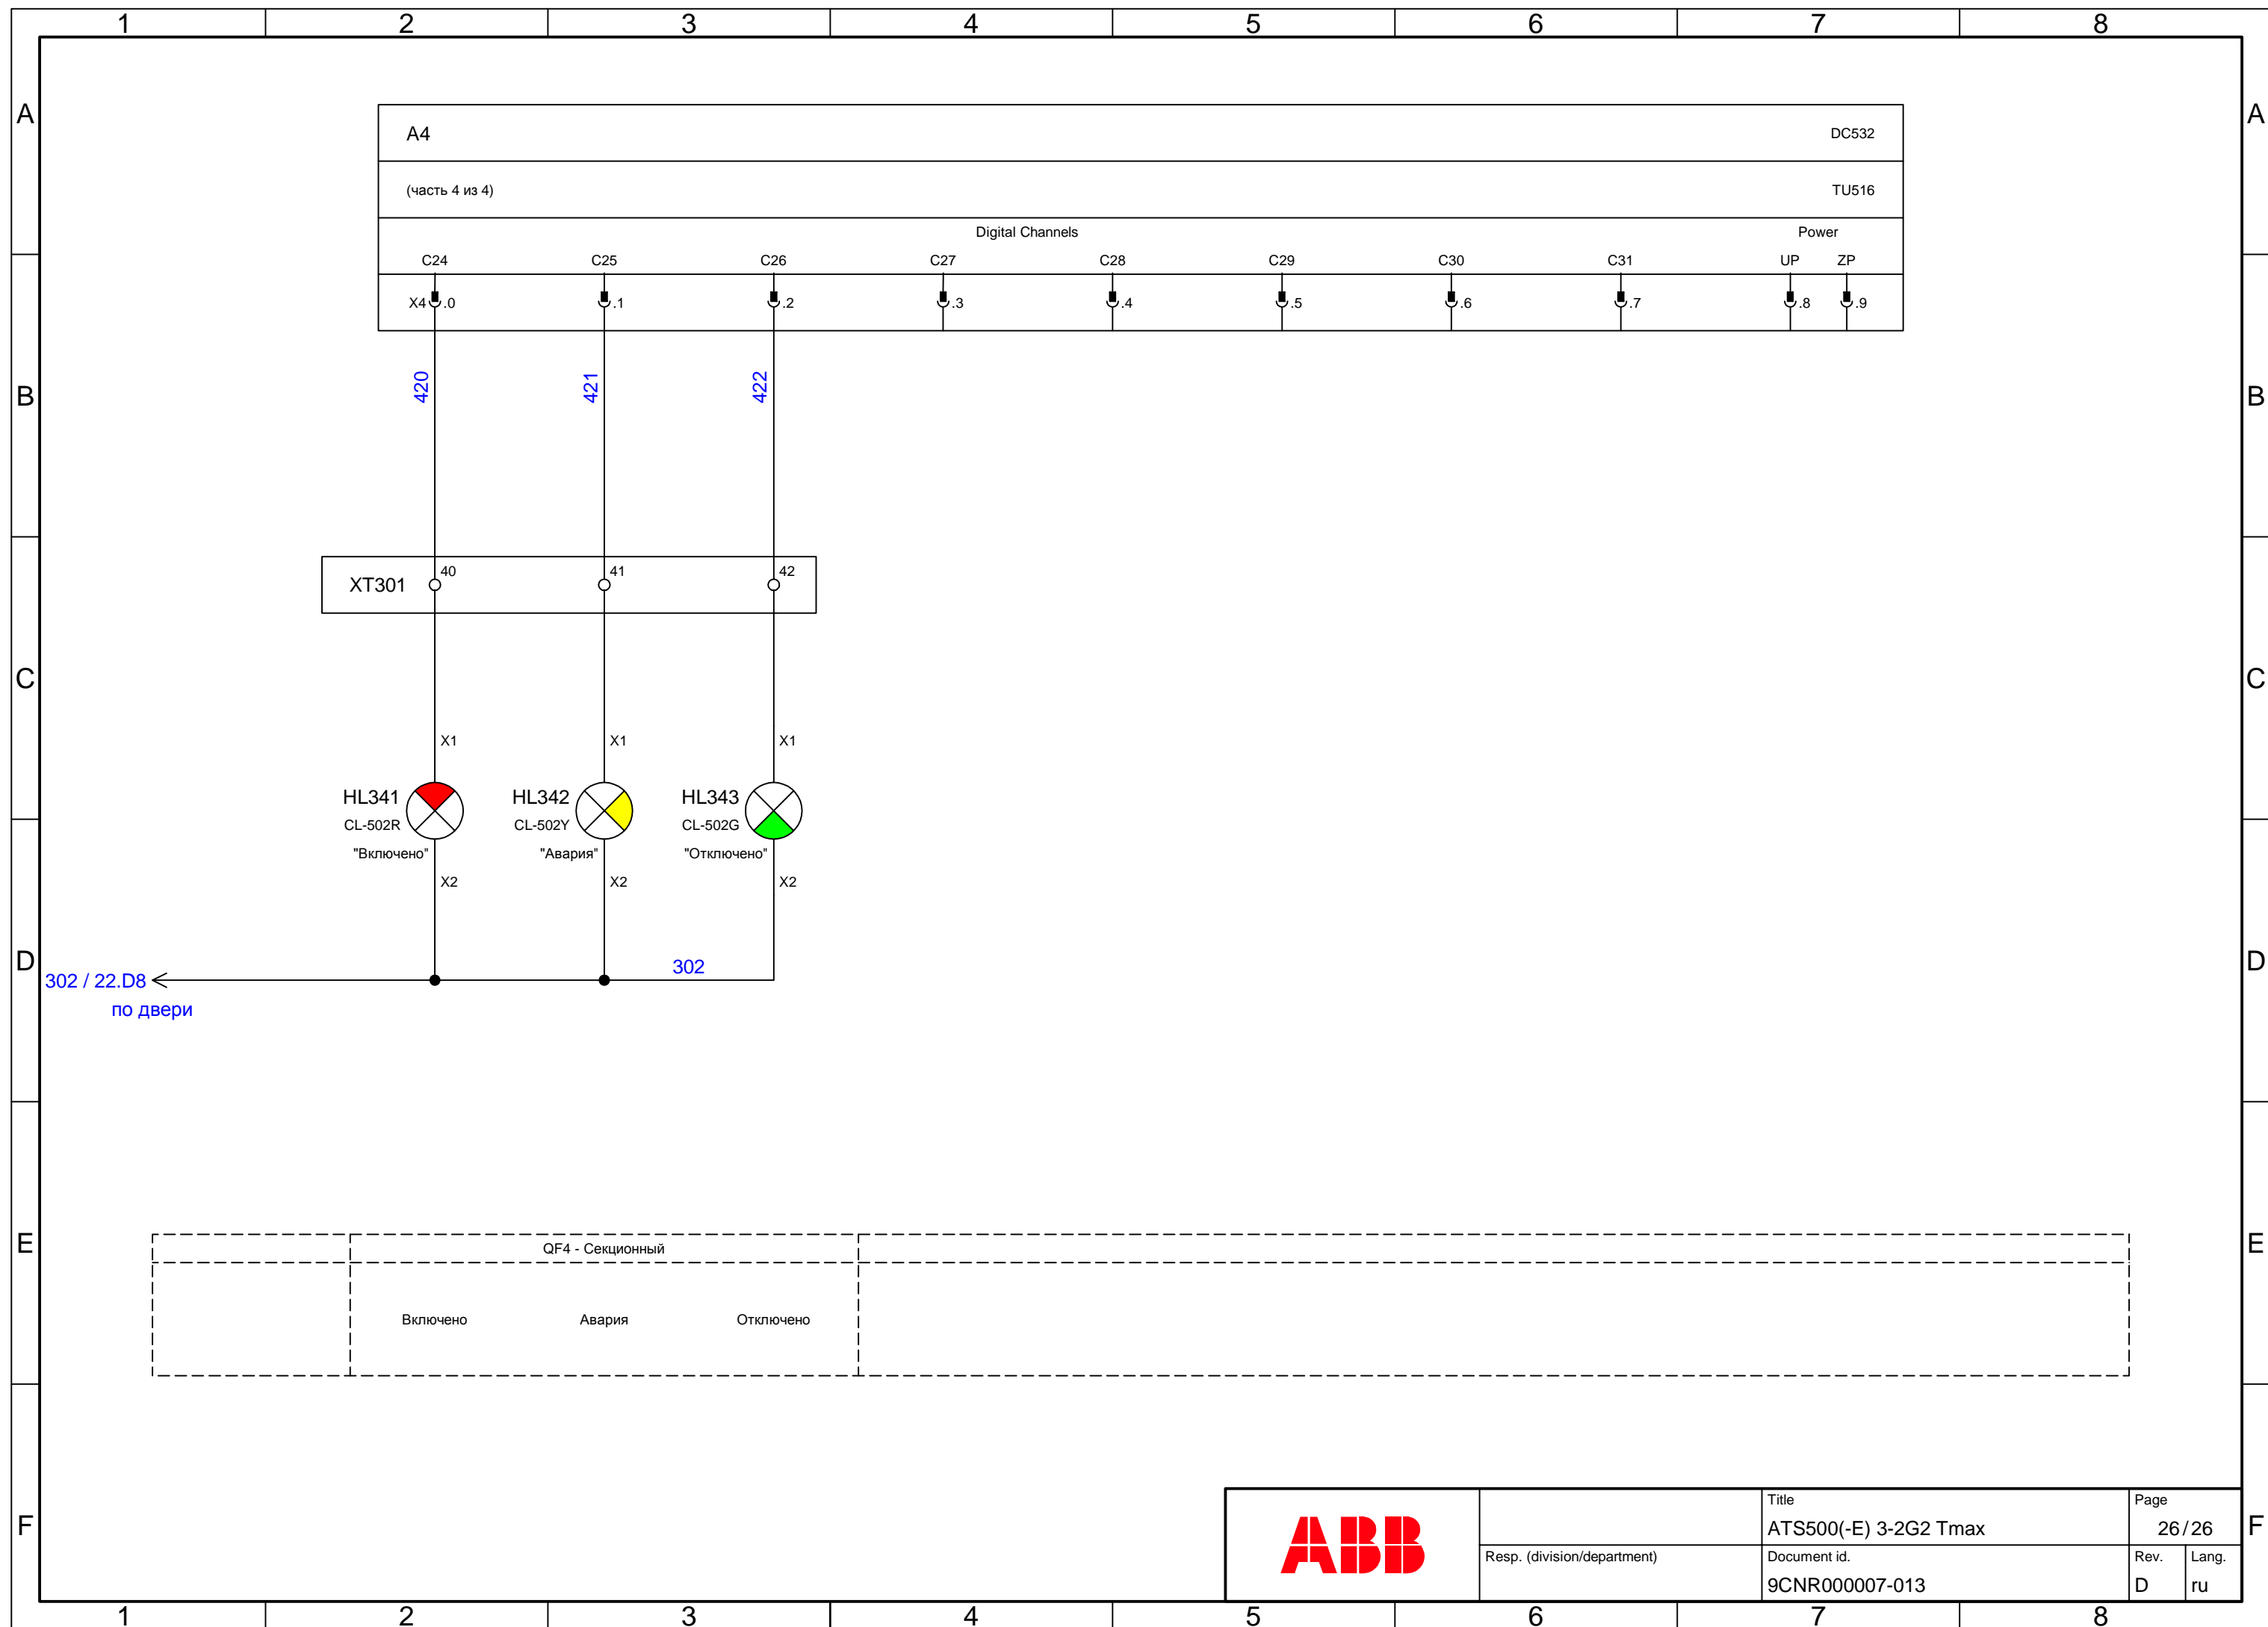 1 2 3 4 5 6 7 8
A A
A4 DC532
(часть 4 из 4) TU516
Digital Channels Power
C24 C25 C26 C27 C28 C29 C30 C31 UP ZP
X4 .0 .1 .2 .3 .4 .5 .6 .7 .8 .9
420 421 422
B B
XT301 40 41 42
C C
X1 X1 X1
HL341 HL342 HL343
CL-502R CL-502Y CL-502G
"Включено" "Авария" "Отключено"
X2 X2 X2
D D
302
302 / 22.D8
по двери
E E
QF4 - Секционный
Включено Авария Отключено
F F
ABB
Title
ATS500(-E) 3-2G2 Tmax
Page
26/26
Resp. (division/department)
Document id.
9CNR000007-013
Rev.
D
Lang.
ru
1 2 3 4 5 6 7 8